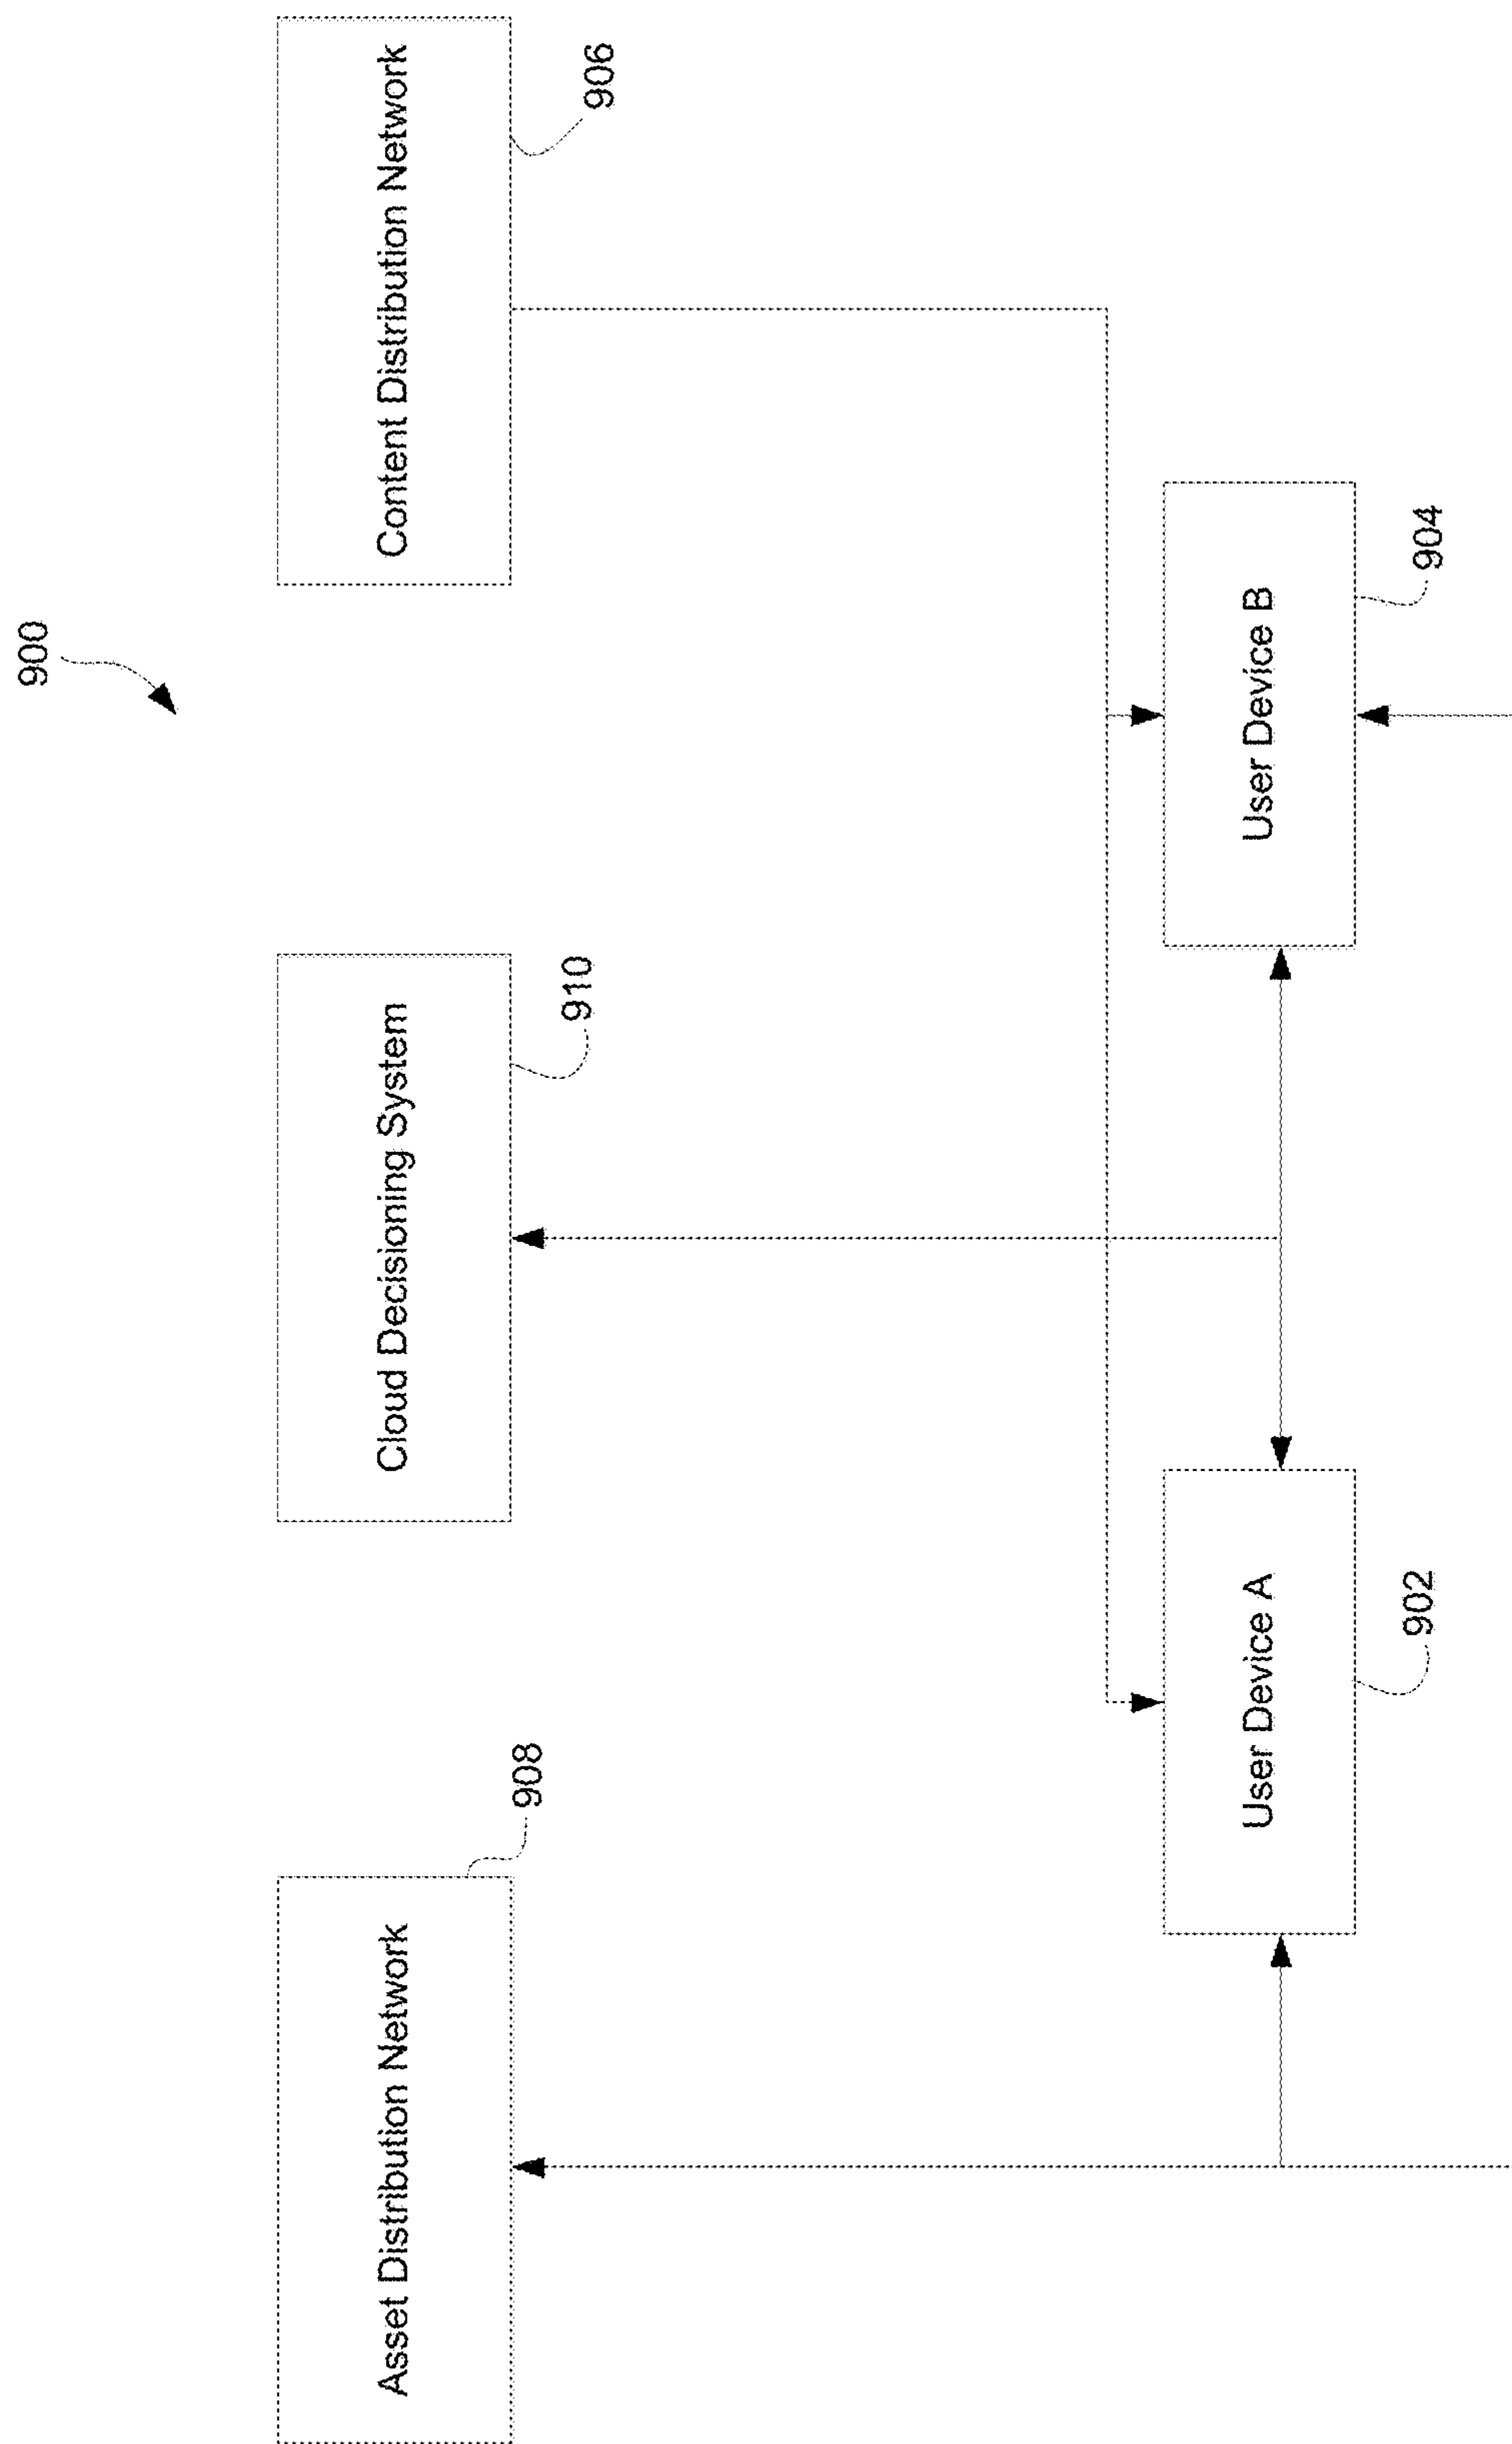 900
Asset Distribution Network
908
Cloud Decisioning System
910
Content Distribution Network
906
User Device A
902
User Device B
904